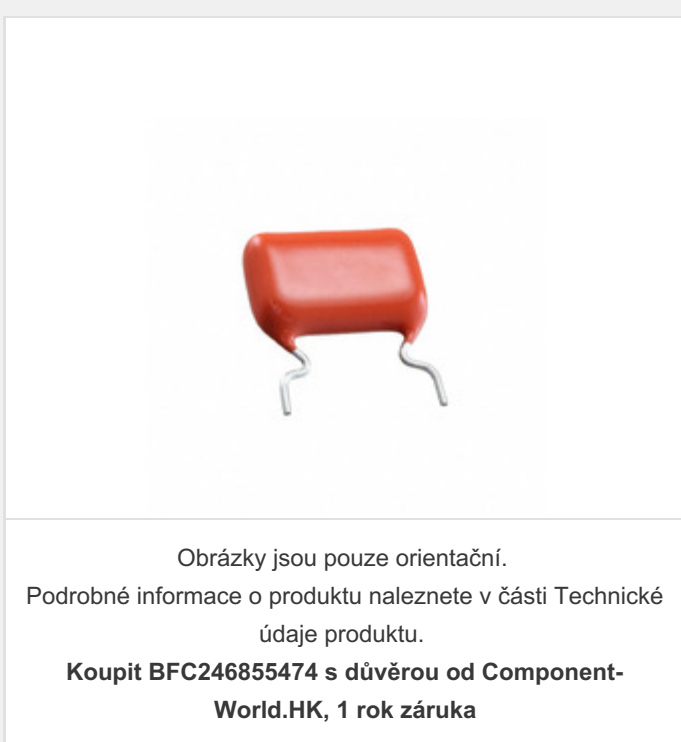 Obrázky jsou pouze orientační.
Podrobné informace o produktu naleznete v části Technické
údaje produktu.
Koupit BFC246855474 s důvěrou od Component-
World.HK, 1 rok záruka